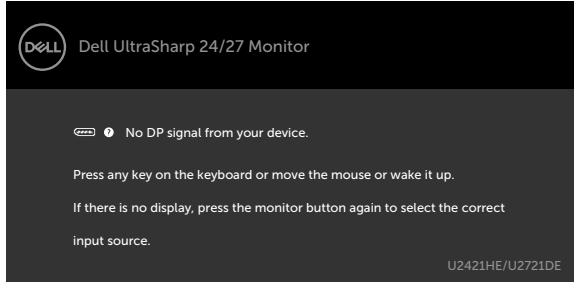 DELL
Dell UltraSharp 24/27 Monitor
No DP signal from your device.
Press any key on the keyboard or move the mouse or wake it up.
If there is no display, press the monitor button again to select the correct
input source.
U2421HE/U2721DE